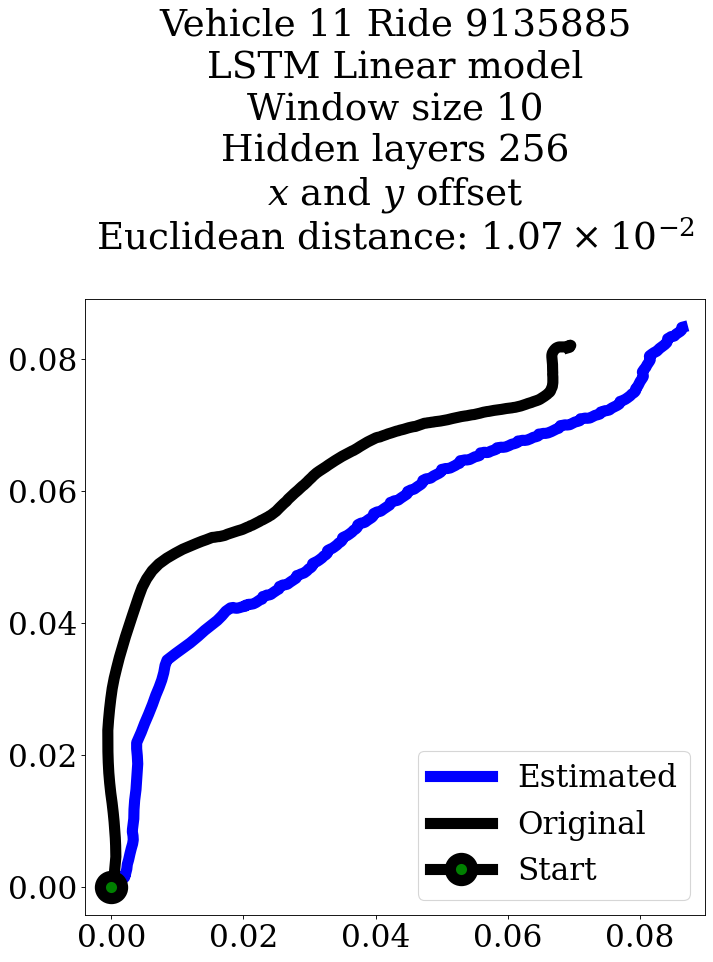 Vehicle 11 Ride 9135885
LSTM Linear model
Window size 10
Hidden layers 256
x and y offset
Euclidean distance: 1.07 × 10⁻²
0.08
0.06
0.04
0.02
0.00
Estimated
Original
Start
0.00 0.02 0.04 0.06 0.08